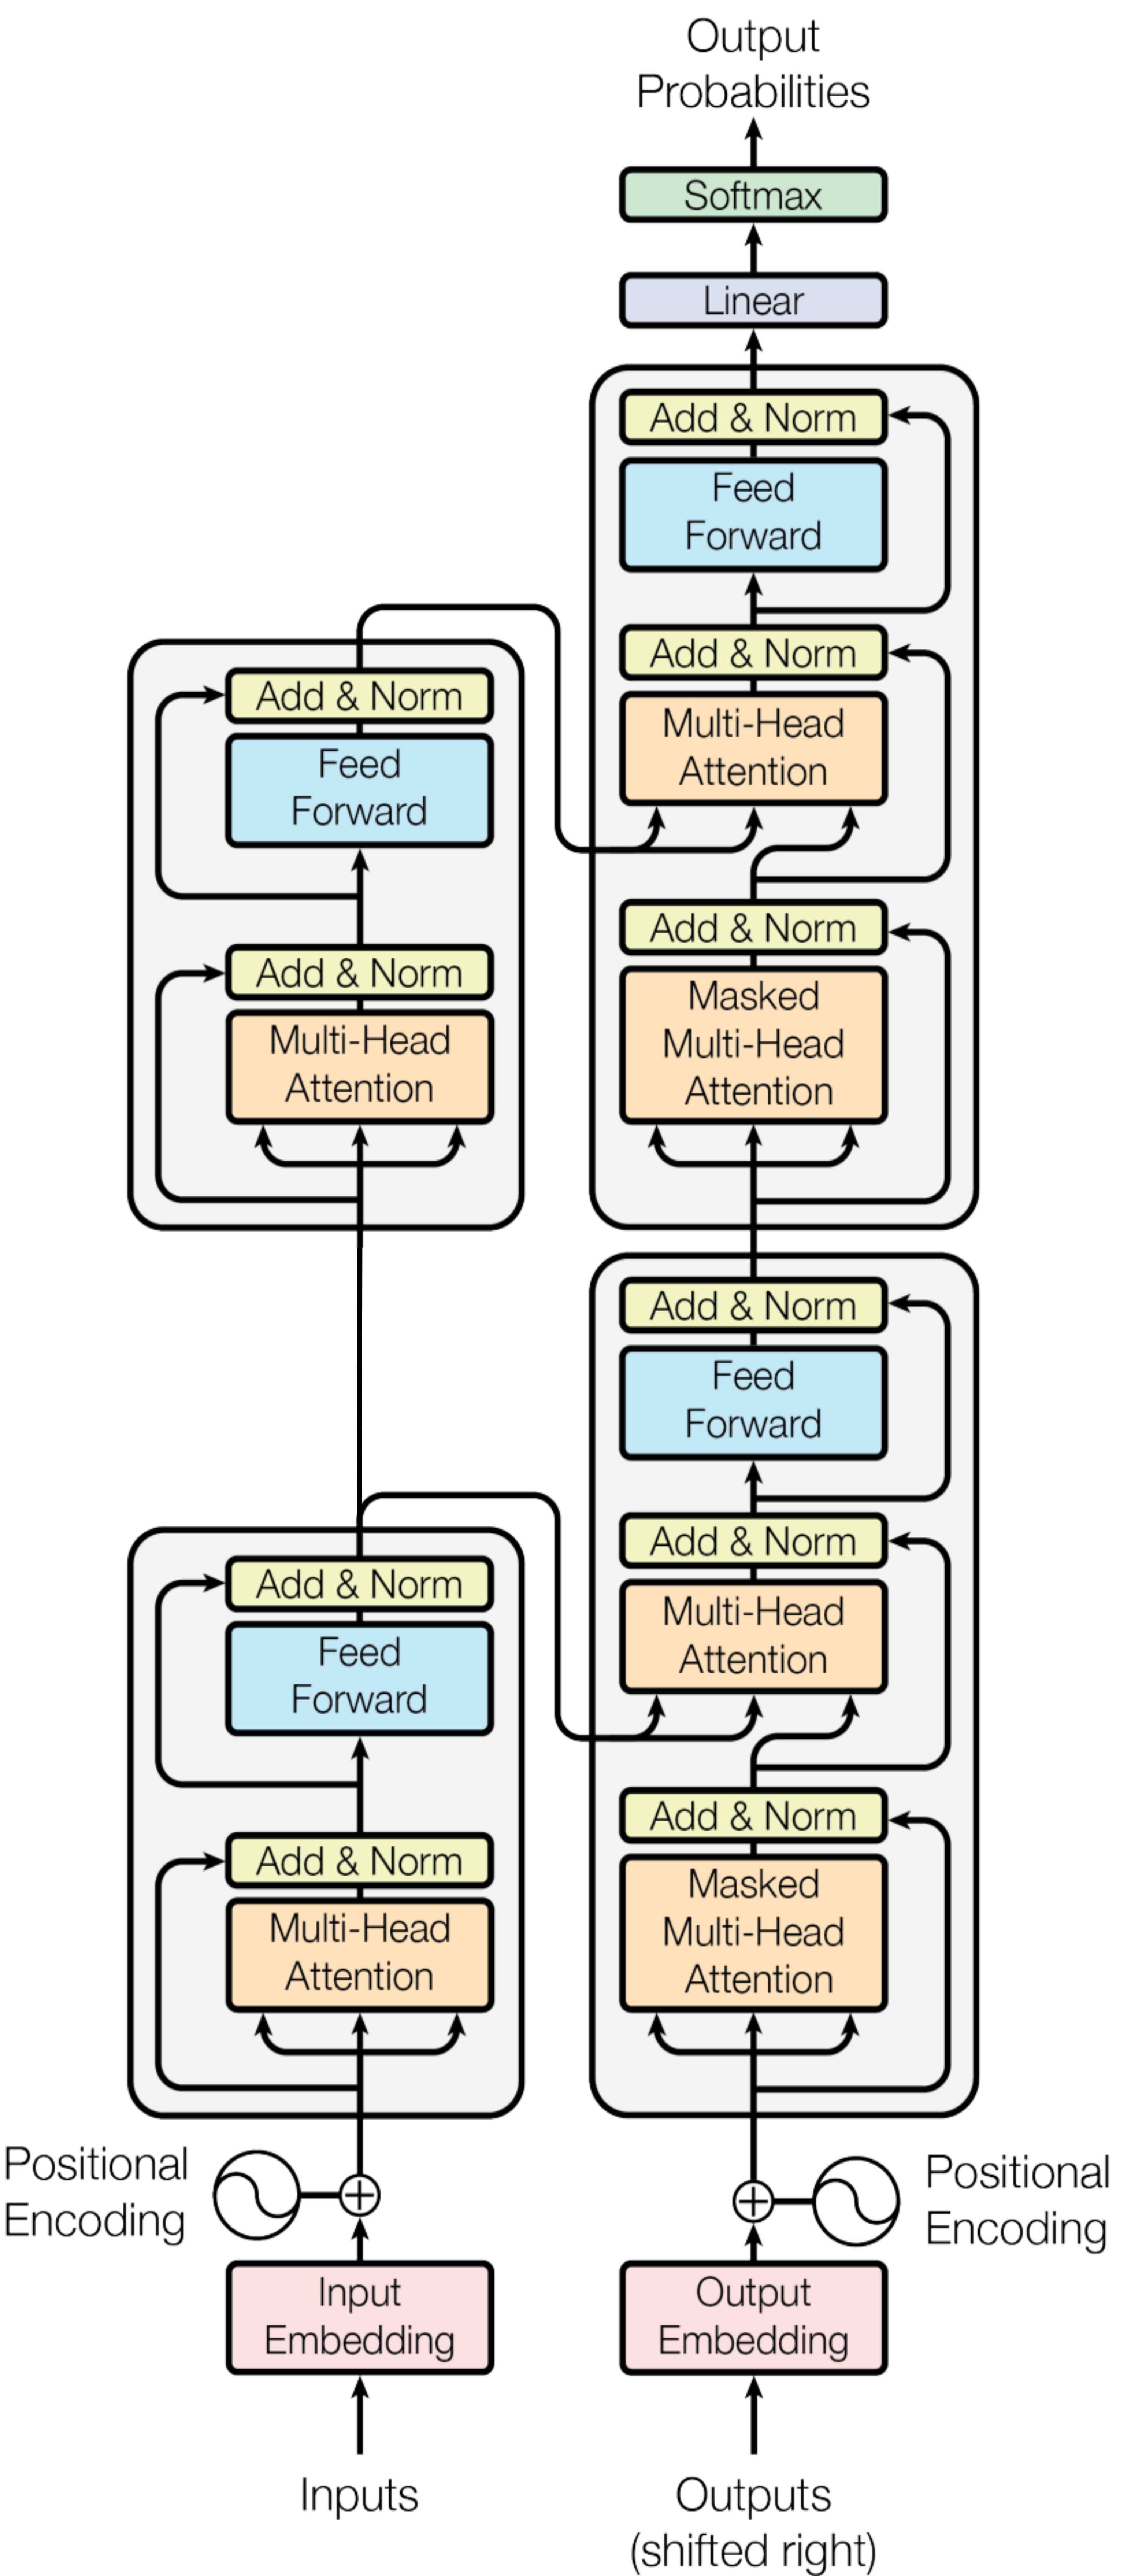 Output
Probabilities
Softmax
Linear
Add & Norm
Feed
Forward
Add & Norm
Multi-Head
Attention
Add & Norm
Masked
Multi-Head
Attention
Add & Norm
Feed
Forward
Add & Norm
Multi-Head
Attention
Add & Norm
Feed
Forward
Add & Norm
Multi-Head
Attention
Add & Norm
Masked
Multi-Head
Attention
Add & Norm
Feed
Forward
Add & Norm
Multi-Head
Attention
Positional
Encoding
Positional
Encoding
Input
Embedding
Output
Embedding
Inputs
Outputs
(shifted right)